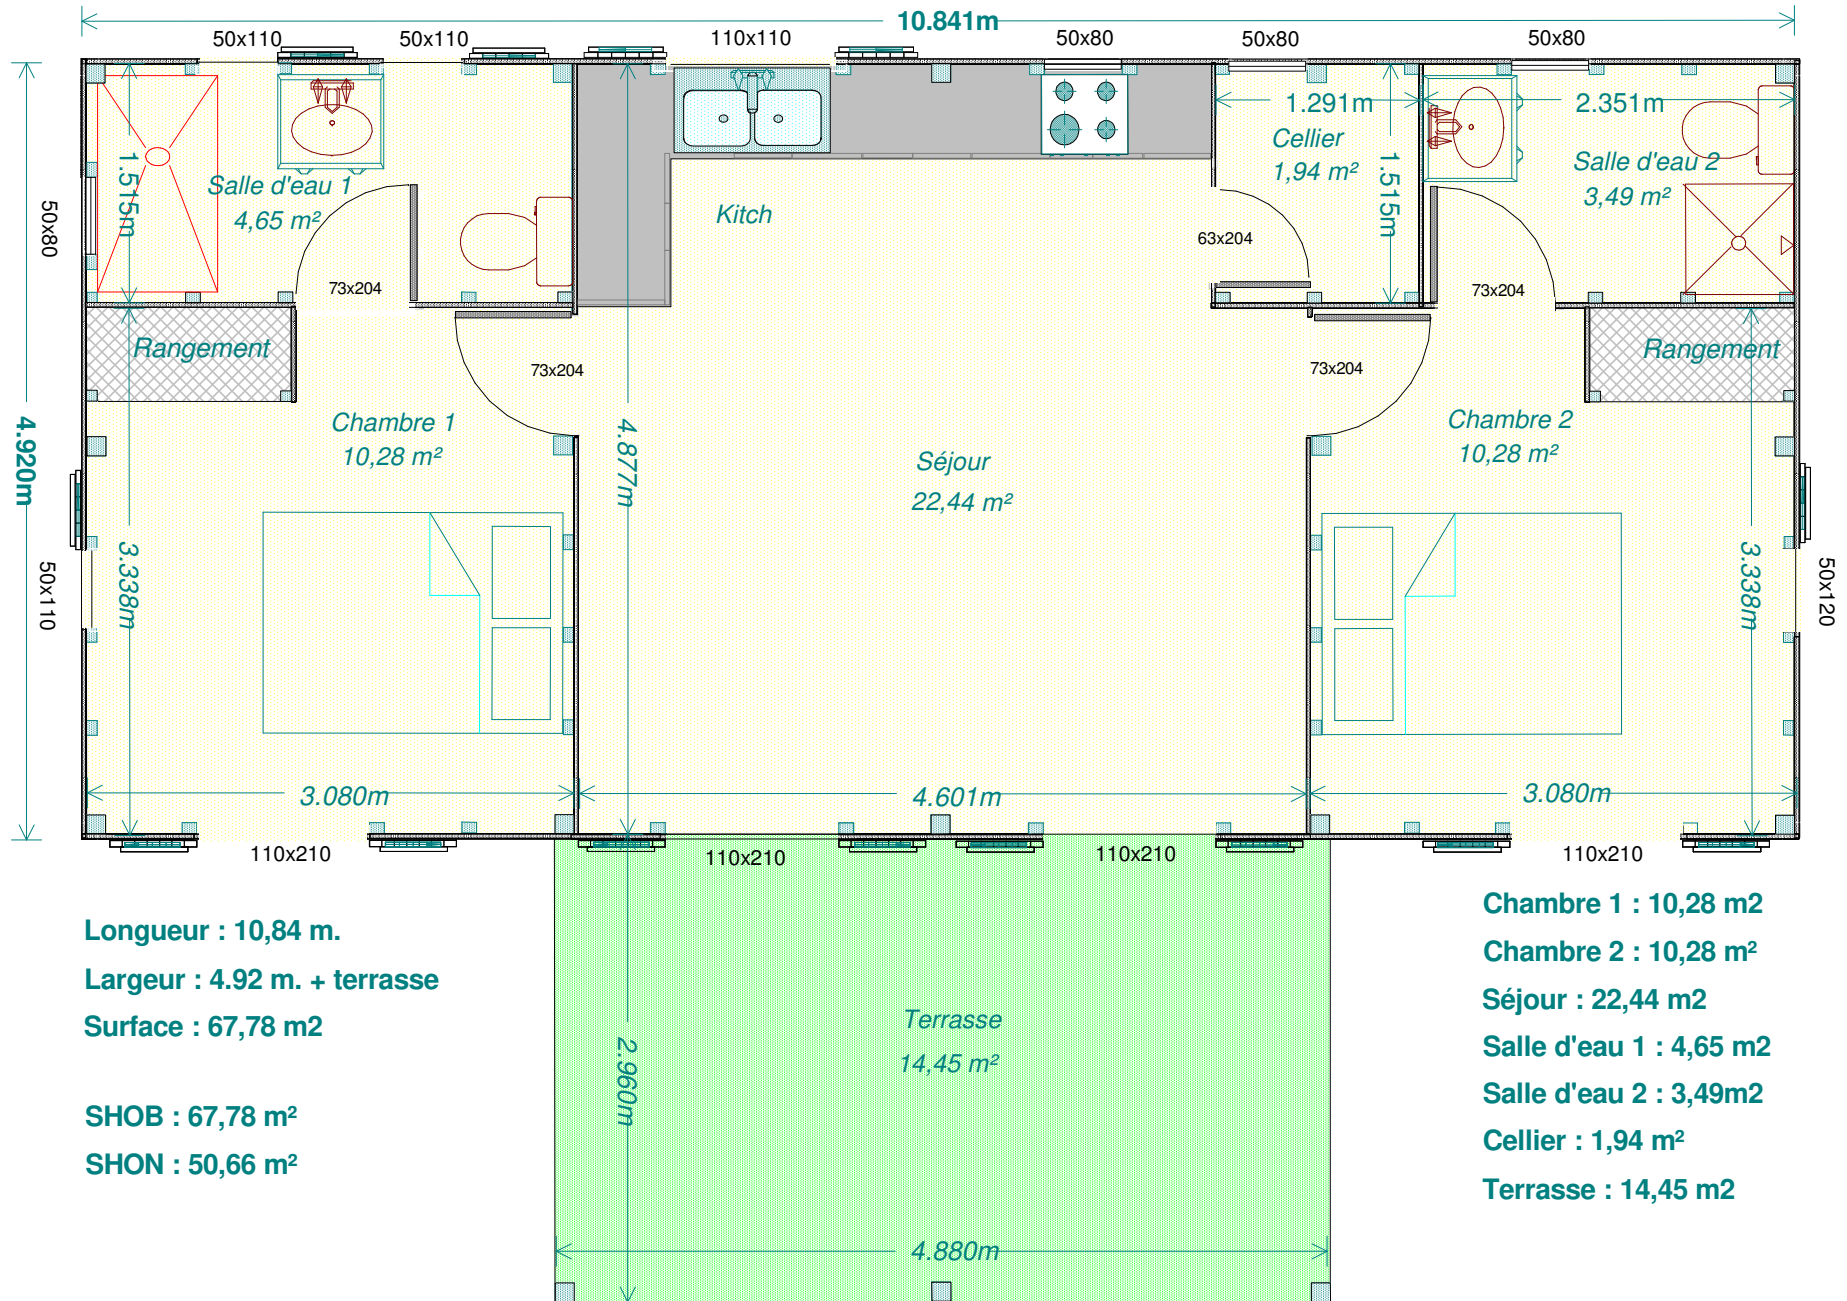 10.841m
50x110
50x110
110x110
50x80
50x80
50x80
1.291m
2.351m
Cellier
1,94 m²
1.515m
Salle d'eau 1
4,65 m²
1.515m
Salle d'eau 2
3,49 m²
Kitch
50x80
63x204
73x204
73x204
Rangement
Rangement
73x204
73x204
4.920m
Chambre 1
10,28 m²
4.877m
Séjour
22,44 m²
Chambre 2
10,28 m²
50x110
3.338m
3.338m
50x120
3.080m
4.601m
3.080m
110x210
110x210
110x210
110x210
Longueur : 10,84 m.
Largeur : 4.92 m. + terrasse
Surface : 67,78 m2
SHOB : 67,78 m²
SHON : 50,66 m²
Terrasse
14,45 m²
2.960m
4.880m
Chambre 1 : 10,28 m2
Chambre 2 : 10,28 m²
Séjour : 22,44 m2
Salle d'eau 1 : 4,65 m2
Salle d'eau 2 : 3,49m2
Cellier : 1,94 m²
Terrasse : 14,45 m2